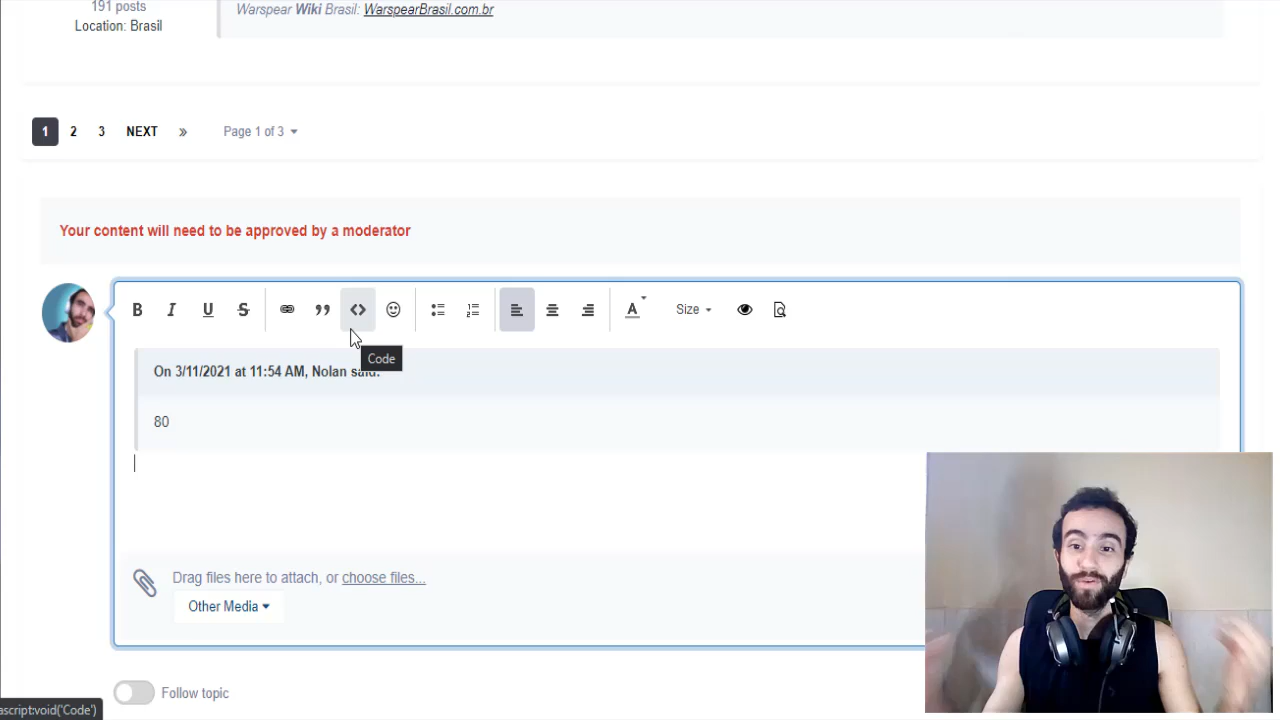 191 posts
Location: Brasil
Warspear Wiki Brasil: WarspearBrasil.com.br
1 2 3 NEXT » Page 1 of 3
Your content will need to be approved by a moderator
B I U S A Size
Code
On 3/11/2021 at 11:54 AM, Nolan said:
80
Drag files here to attach, or choose files...
Other Media
Follow topic
ascript:void('Code')